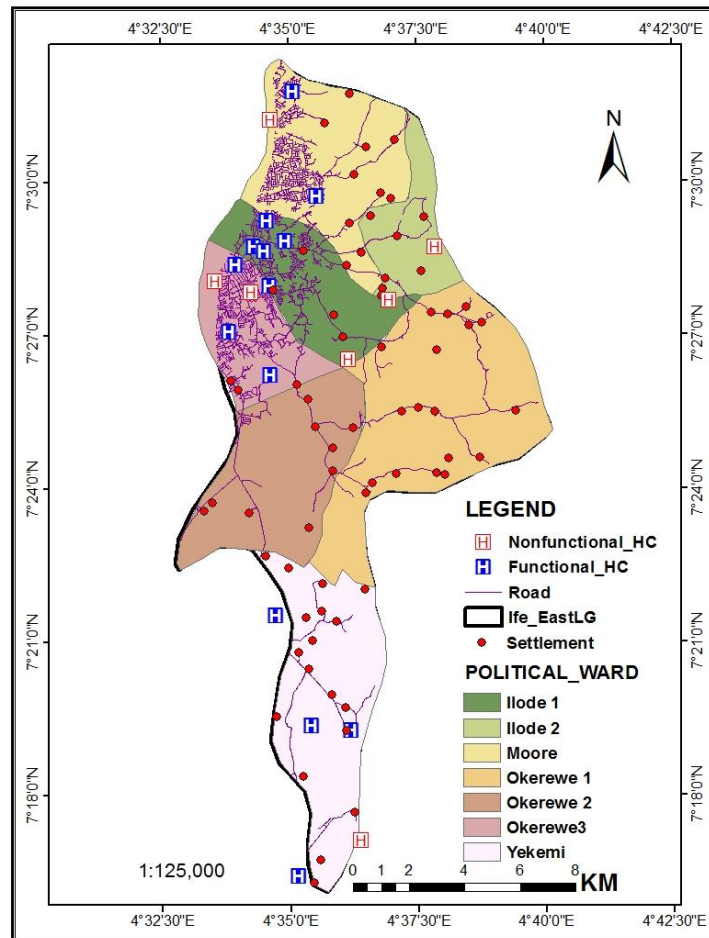 4°32'30"E 4°35'0"E 4°37'30"E 4°40'0"E 4°42'30"E
N
7°30'0"N 7°30'0"N
7°27'0"N 7°27'0"N
7°24'0"N 7°24'0"N
LEGEND
H Nonfunctional_HC
H Functional_HC
Road
Ife_EastLG
Settlement
7°21'0"N 7°21'0"N
POLITICAL_WARD
Ilode 1
Ilode 2
Moore
Okerewe 1
7°18'0"N 7°18'0"N
Okerewe 2
Okerewe3
Yekemi
1:125,000
0 1 2 4 6 8 KM
4°32'30"E 4°35'0"E 4°37'30"E 4°40'0"E 4°42'30"E